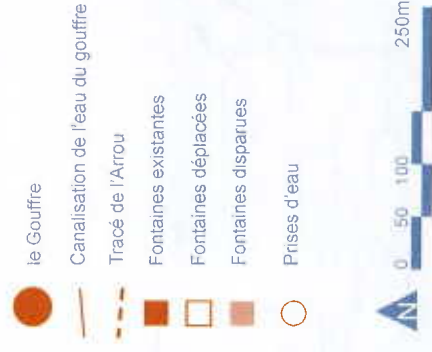 le Gouffre
Canalisation de l'eau du gouffre
Tracé de l'Arrou
Fontaines existantes
Fontaines déplacées
Fontaines disparues
Prises d'eau
N
0 50 100 250m